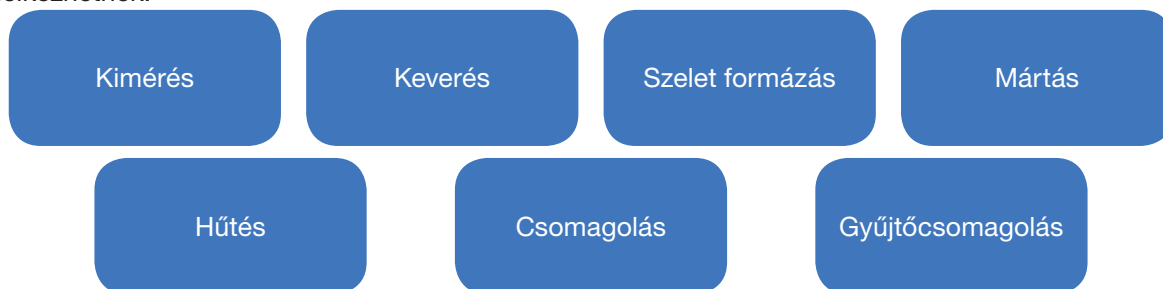 Kimérés
Keverés
Szelet formázás
Mártás
Hűtés
Csomagolás
Gyűjtőcsomagolás